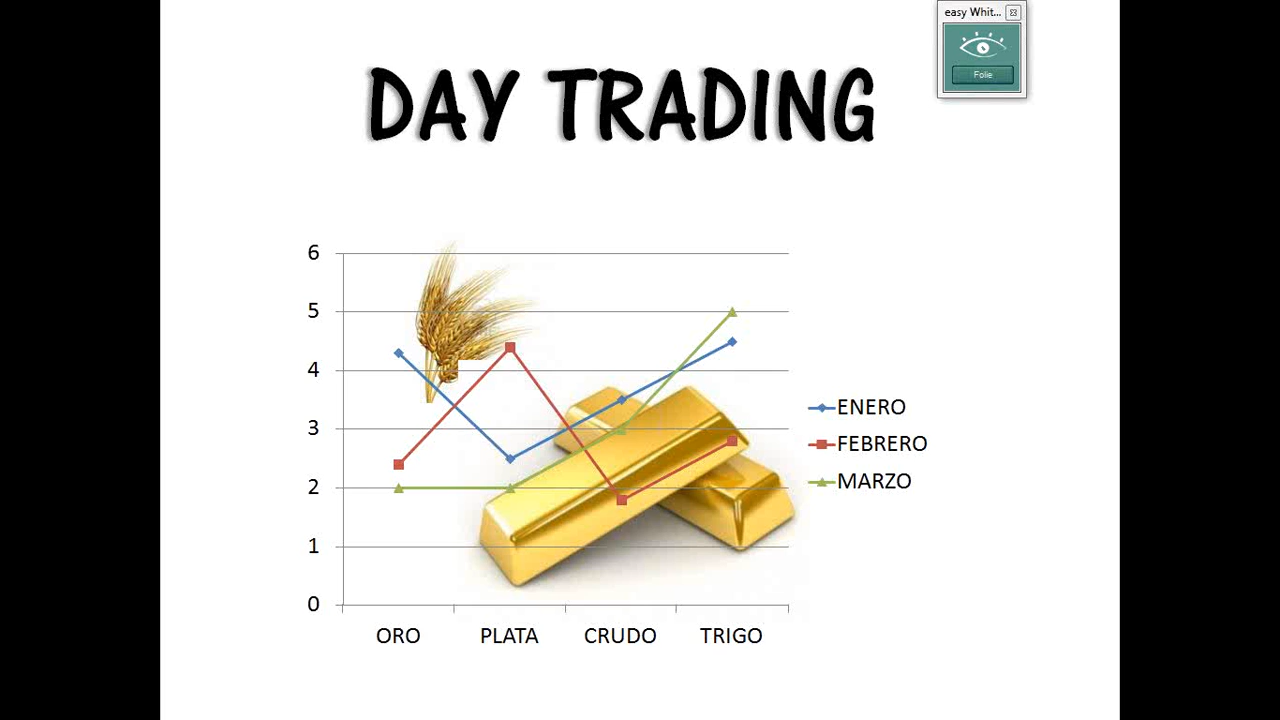 easy Whit...
Folie
DAY TRADING
6
5
4
3
2
1
0
ORO PLATA CRUDO TRIGO
ENERO
FEBRERO
MARZO